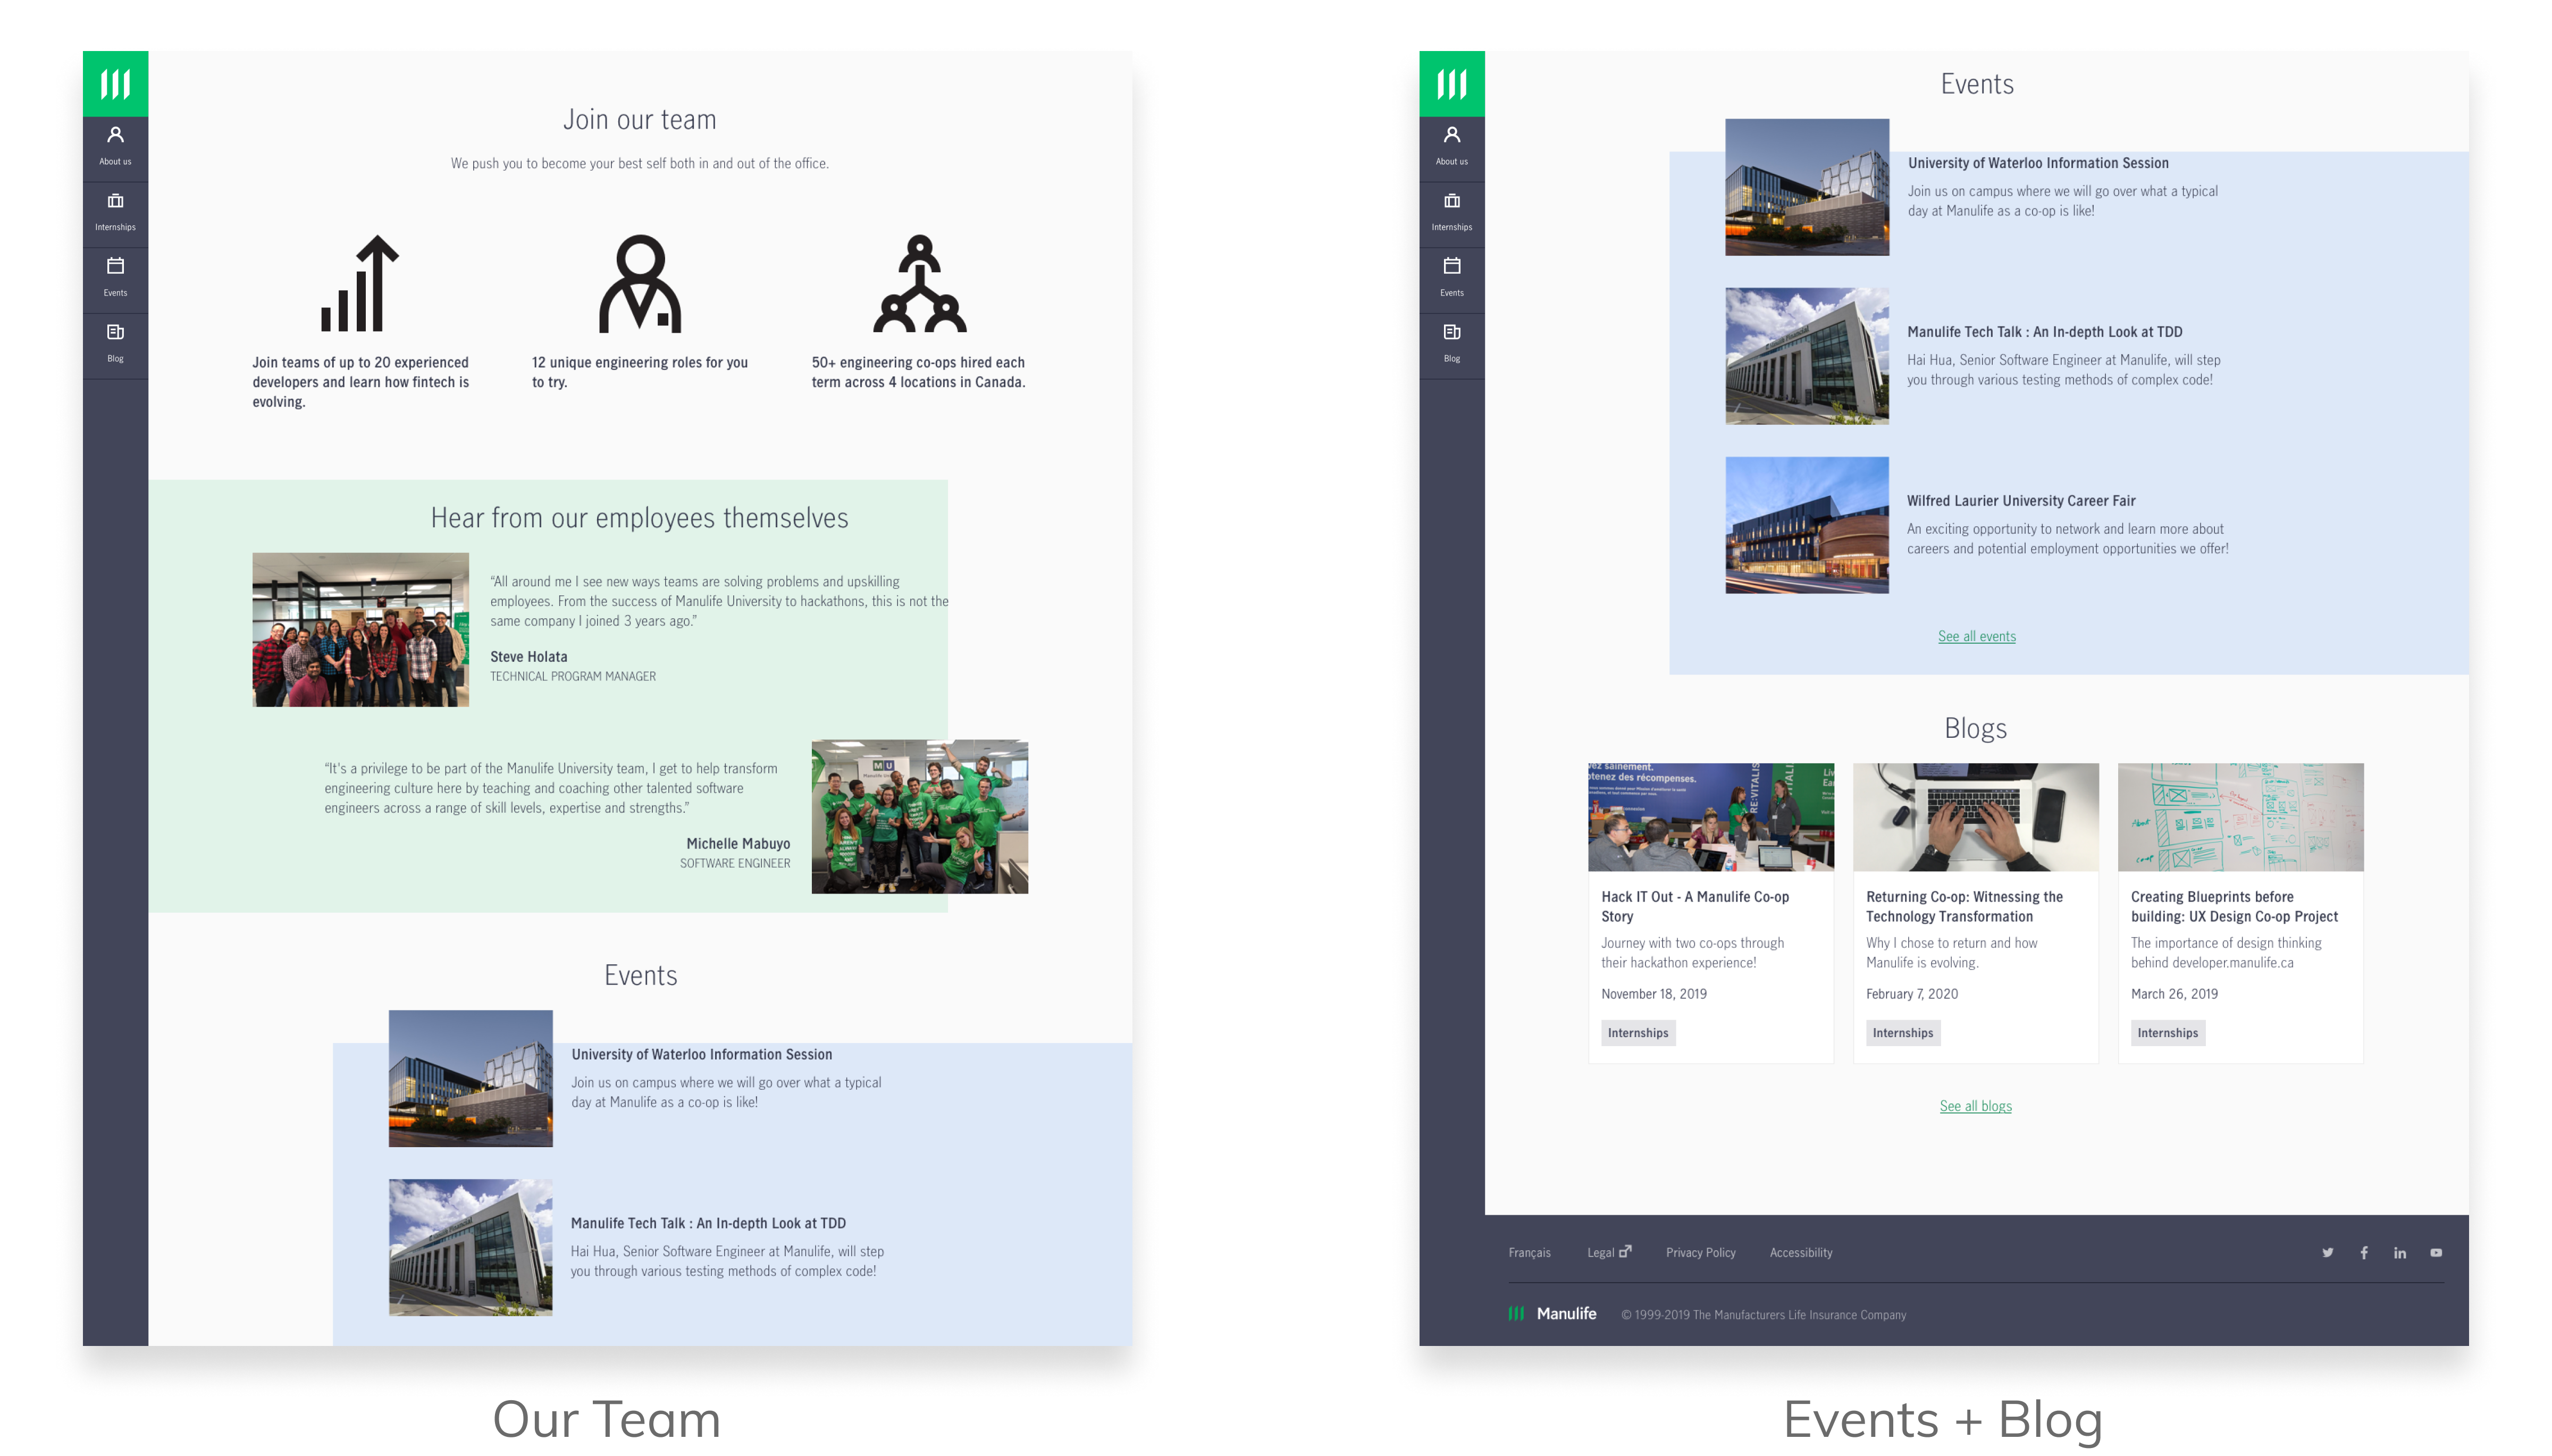 About us
Internships
Events
Blog
Join our team
We push you to become your best self both in and out of the office.
Join teams of up to 20 experienced
developers and learn how fintech is
evolving.
12 unique engineering roles for you
to try.
50+ engineering co-ops hired each
term across 4 locations in Canada.
Hear from our employees themselves
“All around me I see new ways teams are solving problems and upskilling
employees. From the success of Manulife University to hackathons, this is not the
same company I joined 3 years ago.”
Steve Holata
TECHNICAL PROGRAM MANAGER
“It's a privilege to be part of the Manulife University team, I get to help transform
engineering culture here by teaching and coaching other talented software
engineers across a range of skill levels, expertise and strengths.”
Michelle Mabuyo
SOFTWARE ENGINEER
MU
Events
University of Waterloo Information Session
Join us on campus where we will go over what a typical
day at Manulife as a co-op is like!
Manulife Tech Talk : An In-depth Look at TDD
Hai Hua, Senior Software Engineer at Manulife, will step
you through various testing methods of complex code!
Our Team
About us
Internships
Events
Blog
Events
University of Waterloo Information Session
Join us on campus where we will go over what a typical
day at Manulife as a co-op is like!
Manulife Tech Talk : An In-depth Look at TDD
Hai Hua, Senior Software Engineer at Manulife, will step
you through various testing methods of complex code!
Wilfred Laurier University Career Fair
An exciting opportunity to network and learn more about
careers and potential employment opportunities we offer!
See all events
Blogs
sainement.
des récompenses.
RE:VITALIS
Hack IT Out - A Manulife Co-op
Story
Journey with two co-ops through
their hackathon experience!
November 18, 2019
Internships
Returning Co-op: Witnessing the
Technology Transformation
Why I chose to return and how
Manulife is evolving.
February 7, 2020
Internships
Creating Blueprints before
building: UX Design Co-op Project
The importance of design thinking
behind developer.manulife.ca
March 26, 2019
Internships
See all blogs
Français
Legal
Privacy Policy
Accessibility
Manulife
© 1999-2019 The Manufacturers Life Insurance Company
Events + Blog